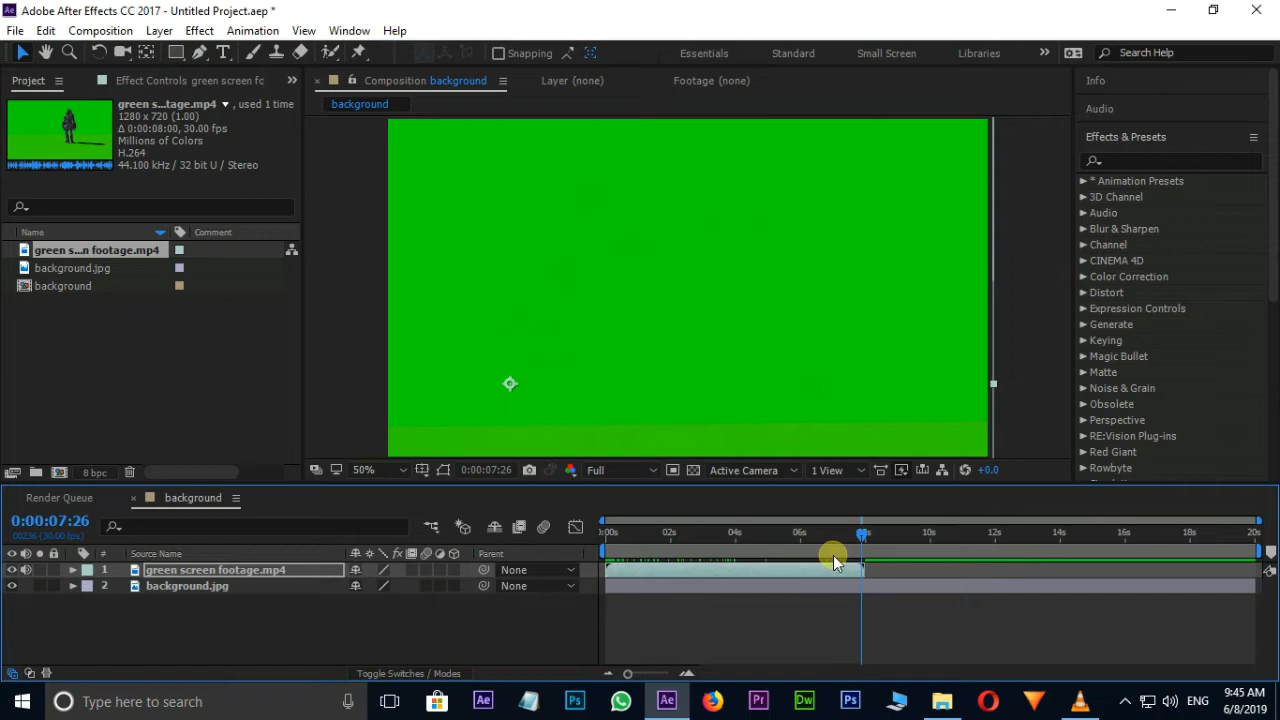 Adobe After Effects CC 2017 - Untitled Project.aep *
File Edit Composition Layer Effect Animation View Window Help
Snapping Essentials Standard Small Screen Libraries Search Help
Project Effect Controls green screen fo
Composition background Layer (none) Footage (none)
Info
green s...tage.mp4 , used 1 time
1280 x 720 (1.00)
Δ 0:00:08:00, 30.00 fps
Millions of Colors
H.264
44.100 kHz / 32 bit U / Stereo
background
Audio
Effects & Presets
Name Comment
green s...n footage.mp4
background.jpg
background
* Animation Presets
3D Channel
Audio
Blur & Sharpen
Channel
CINEMA 4D
Color Correction
Distort
Expression Controls
Generate
Keying
Magic Bullet
Matte
Noise & Grain
Obsolete
Perspective
RE:Vision Plug-ins
Red Giant
Rowbyte
8 bpc
50% 0:00:07:26 Full Active Camera 1 View +0.0
Render Queue background
0:00:07:26
00236 (30.00 fps)
:00s 02s 04s 06s 8s 10s 12s 14s 16s 18s 20s
# Source Name Parent
1 green screen footage.mp4 None
2 background.jpg None
Toggle Switches / Modes
Type here to search
ENG
9:45 AM
6/8/2019